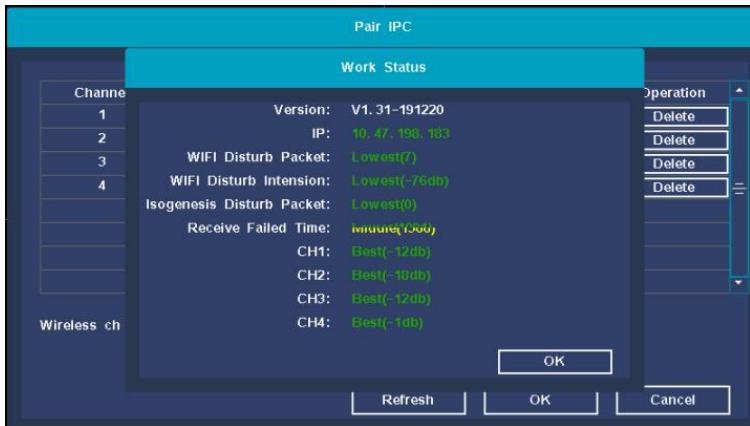 Pair IPC
Work Status
Channe
Operation
1
Delete
2
Delete
3
Delete
4
Delete
Version: V1.31-191220
IP: 10.47.198.183
WIFI Disturb Packet: Lowest(7)
WIFI Disturb Intension: Lowest(-76db)
Isogenesis Disturb Packet: Lowest(0)
Receive Failed Time:
CH1: Best(-12db)
CH2: Best(-18db)
CH3: Best(-12db)
CH4: Best(-1db)
OK
Wireless ch
Refresh
OK
Cancel